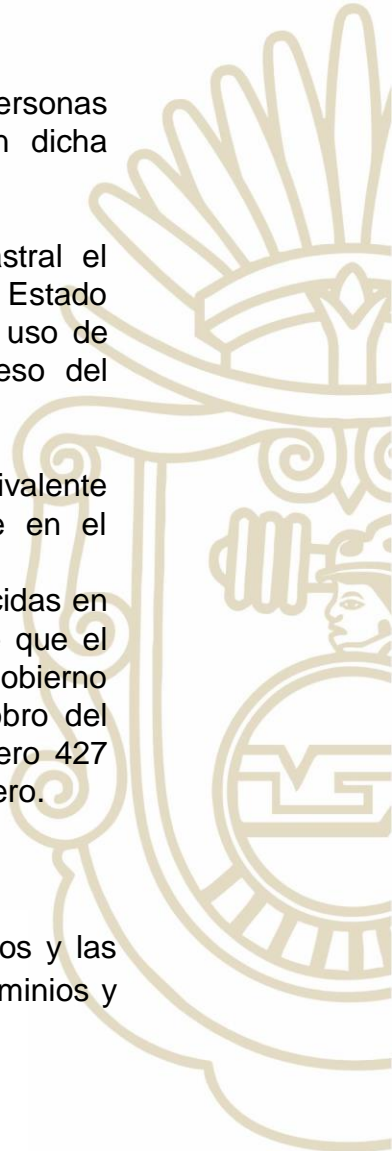 ersonas
n dicha
astral el
Estado
uso de
eso del
ivalente
e en el
cidas en
que el
obierno
obro del
ero 427
ero.
os y las
minios y